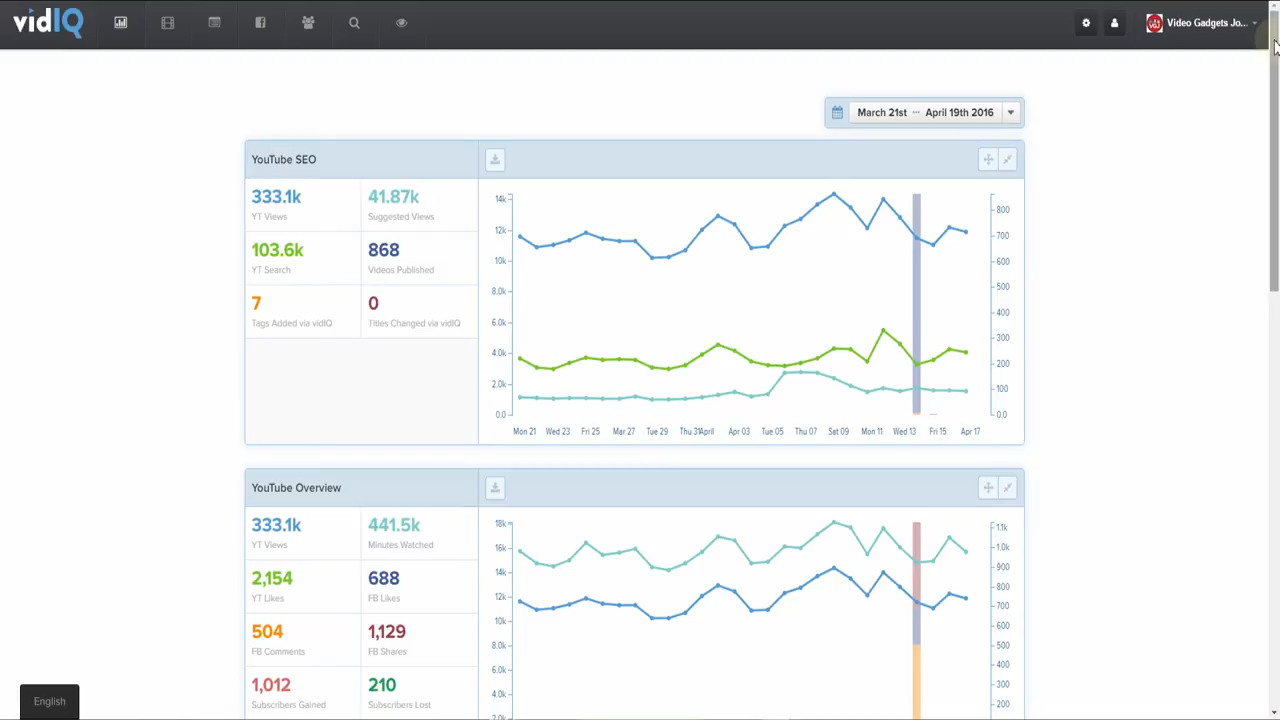 vidIQ
Video Gadgets Jo...
March 21st ··· April 19th 2016
YouTube SEO
333.1k
YT Views
41.87k
Suggested Views
103.6k
YT Search
868
Videos Published
7
Tags Added via vidIQ
0
Titles Changed via vidIQ
14k
12k
10k
8.0k
6.0k
4.0k
2.0k
0.0
800
700
600
500
400
300
200
100
0.0
Mon 21 Wed 23 Fri 25 Mar 27 Tue 29 Thu 31 April Apr 03 Tue 05 Thu 07 Sat 09 Mon 11 Wed 13 Fri 15 Apr 17
YouTube Overview
333.1k
YT Views
441.5k
Minutes Watched
2,154
YT Likes
688
FB Likes
504
FB Comments
1,129
FB Shares
1,012
Subscribers Gained
210
Subscribers Lost
18k
16k
14k
12k
10k
8.0k
6.0k
4.0k
2.0k
1.1k
1.0k
900
800
700
600
500
400
300
200
English